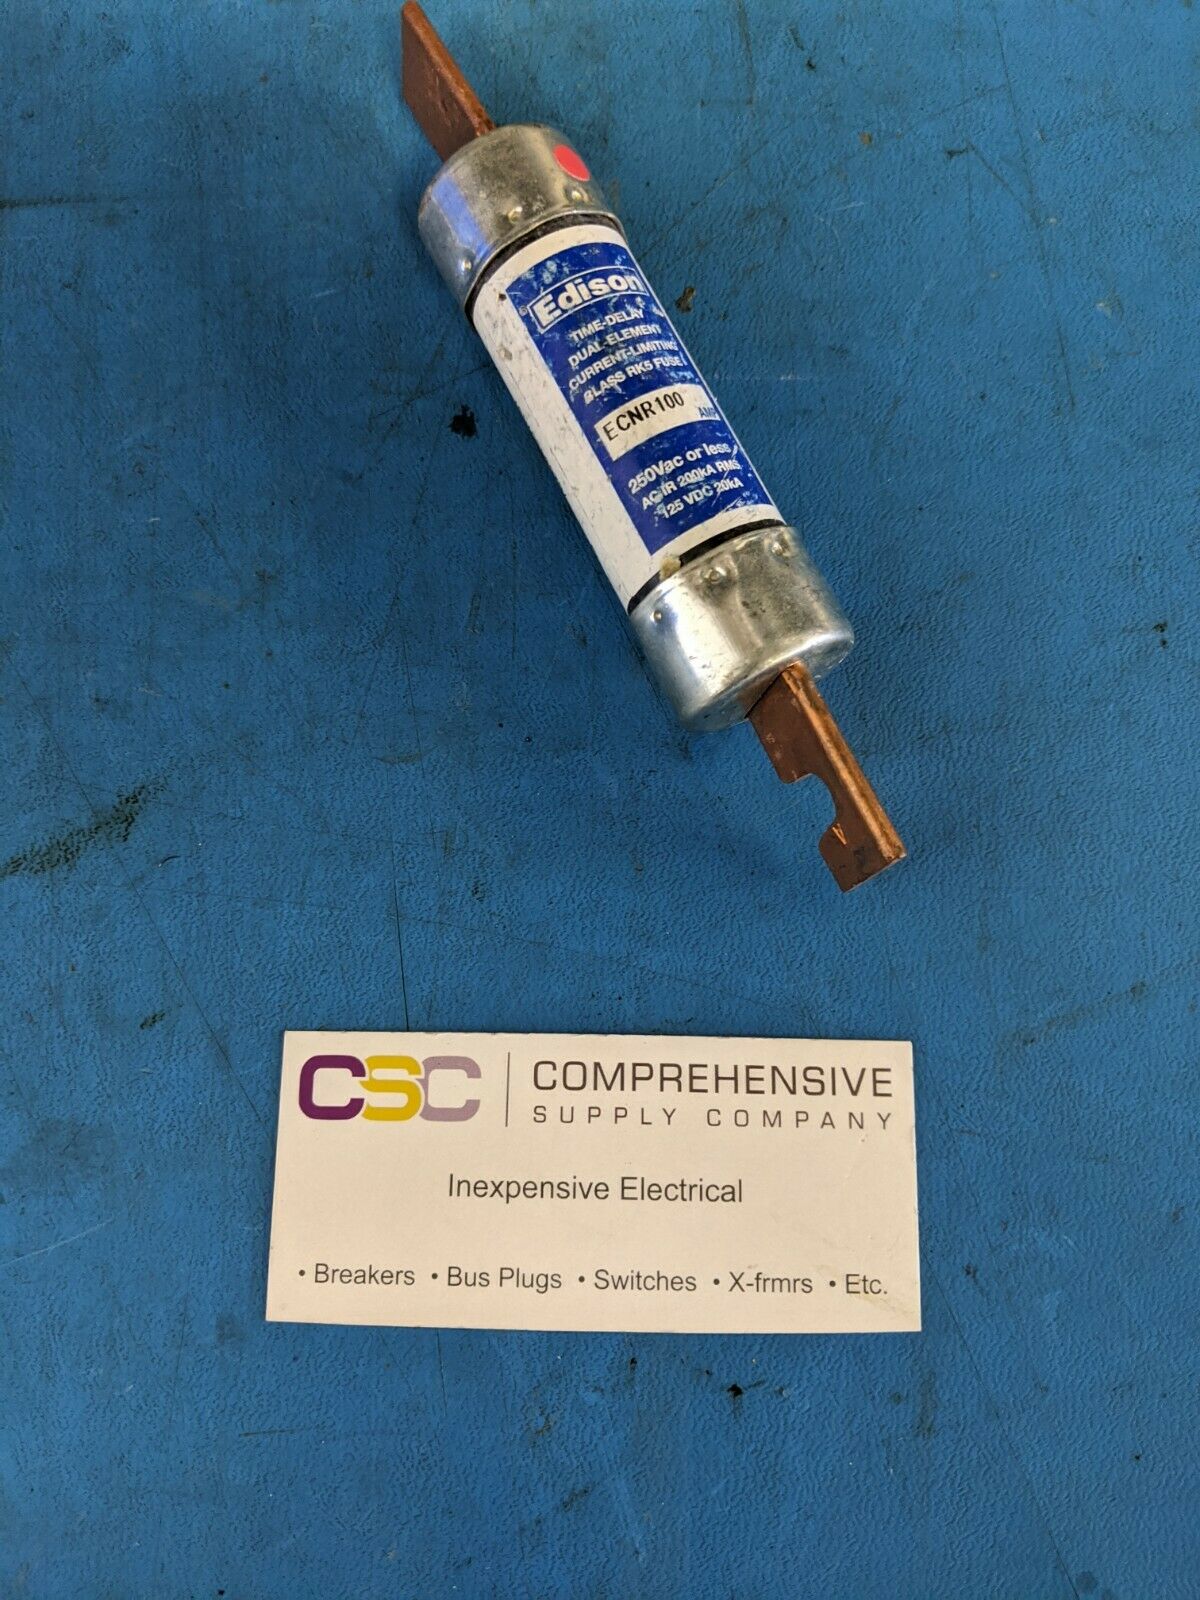 Edison
TIME-DELAY
DUAL-ELEMENT
CURRENT-LIMITING
CLASS RK5 FUSE
ECNR100 AMP
250Vac or less
AC IR 200kA RMS
125 VDC 20kA
CSC COMPREHENSIVE
SUPPLY COMPANY
Inexpensive Electrical
• Breakers • Bus Plugs • Switches • X-frmrs • Etc.